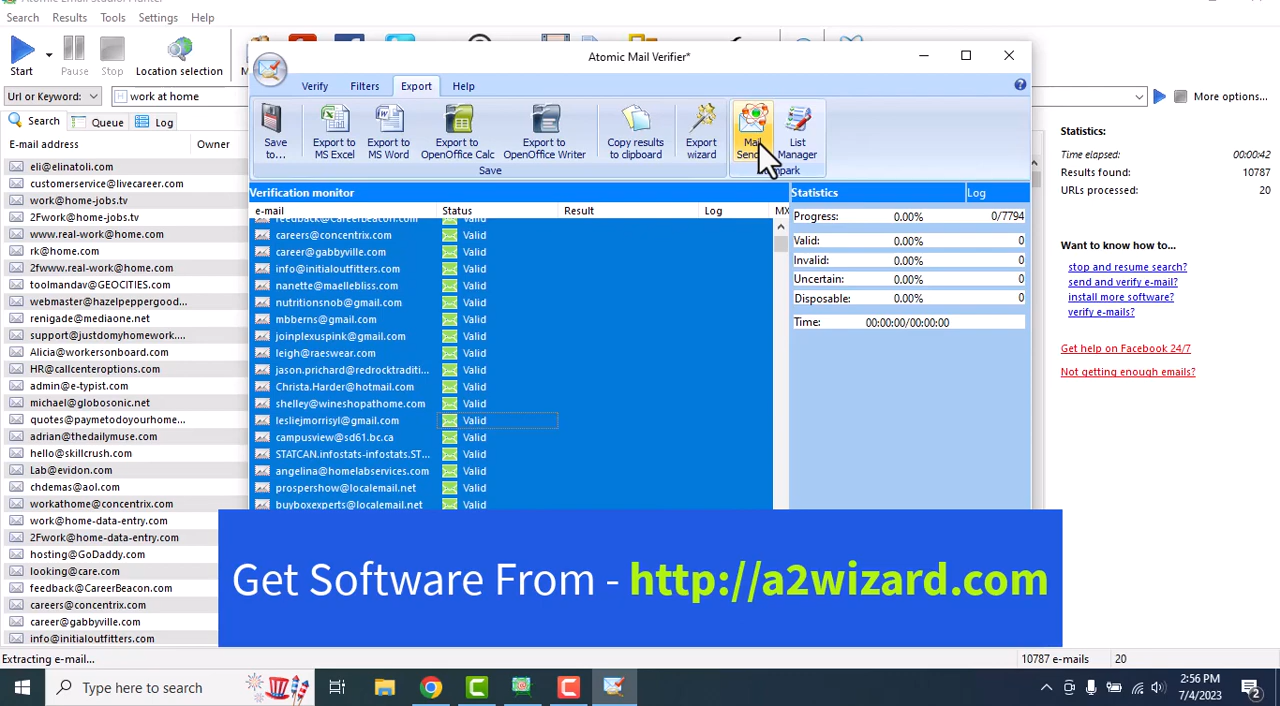 Atomic Email Studio: Hunter
Search Results Tools Settings Help
Start Pause Stop Location selection
Url or Keyword: work at home More options...
Search Queue Log
E-mail address Owner
eli@elinatoli.com
customerservice@livecareer.com
work@home-jobs.tv
2Fwork@home-jobs.tv
www.real-work@home.com
rk@home.com
2fwww.real-work@home.com
toolmandav@GEOCITIES.com
webmaster@hazelpeppergood...
renigade@mediaone.net
support@justdomyhomework....
Alicia@workersonboard.com
HR@callcenteroptions.com
admin@e-typist.com
michael@globosonic.net
quotes@paymetodoyourhome...
adrian@thedailymuse.com
hello@skillcrush.com
Lab@evidon.com
chdemas@aol.com
workathome@concentrix.com
work@home-data-entry.com
2Fwork@home-data-entry.com
hosting@GoDaddy.com
looking@care.com
feedback@CareerBeacon.com
careers@concentrix.com
career@gabbyville.com
info@initialoutfitters.com
Atomic Mail Verifier*
Verify Filters Export Help
Save to...
Export to MS Excel
Export to MS Word
Export to OpenOffice Calc
Export to OpenOffice Writer
Copy results to clipboard
Export wizard
Mail
List Manager
Save
Verification monitor
e-mail Status Result Log MX
feedback@CareerBeacon.com Valid
careers@concentrix.com Valid
career@gabbyville.com Valid
info@initialoutfitters.com Valid
nanette@maellebliss.com Valid
nutritionsnob@gmail.com Valid
mbberns@gmail.com Valid
joinplexuspink@gmail.com Valid
leigh@raeswear.com Valid
jason.prichard@redrocktraditi... Valid
Christa.Harder@hotmail.com Valid
shelley@wineshopathome.com Valid
lesliejmorrisyl@gmail.com Valid
campusview@sd61.bc.ca Valid
STATCAN.infostats-infostats.ST... Valid
angelina@homelabservices.com Valid
prospershow@localemail.net Valid
buyboxexperts@localemail.net Valid
Statistics Log
Progress: 0.00% 0/7794
Valid: 0.00% 0
Invalid: 0.00% 0
Uncertain: 0.00% 0
Disposable: 0.00% 0
Time: 00:00:00/00:00:00
Statistics:
Time elapsed: 00:00:42
Results found: 10787
URLs processed: 20
Want to know how to...
stop and resume search?
send and verify e-mail?
install more software?
verify e-mails?
Get help on Facebook 24/7
Not getting enough emails?
Get Software From - http://a2wizard.com
Extracting e-mail... 10787 e-mails 20
Type here to search
2:56 PM
7/4/2023
2